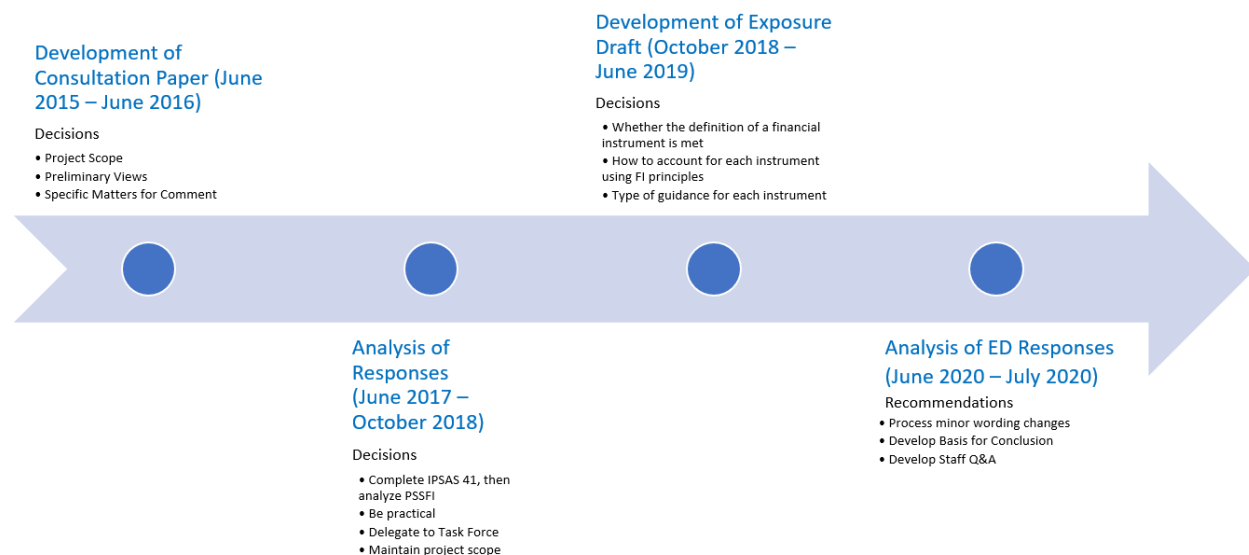 Development of
Consultation Paper (June
2015 – June 2016)
Decisions
• Project Scope
• Preliminary Views
• Specific Matters for Comment
Analysis of
Responses
(June 2017 –
October 2018)
Decisions
• Complete IPSAS 41, then
analyze PSSFI
• Be practical
• Delegate to Task Force
• Maintain project scope
Development of Exposure
Draft (October 2018 –
June 2019)
Decisions
• Whether the definition of a financial
instrument is met
• How to account for each instrument
using FI principles
• Type of guidance for each instrument
Analysis of ED Responses
(June 2020 – July 2020)
Recommendations
• Process minor wording changes
• Develop Basis for Conclusion
• Develop Staff Q&A